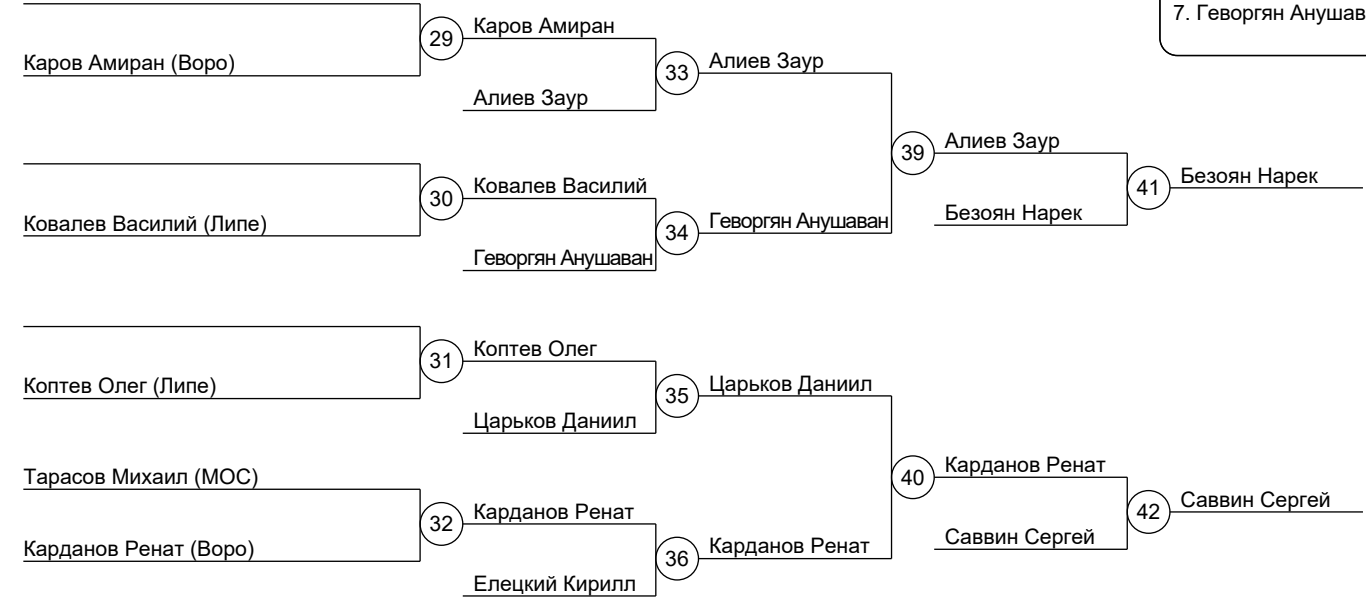 7. Геворгян Анушав
29
Каров Амиран
Каров Амиран (Воро)
33
Алиев Заур
Алиев Заур
39
Алиев Заур
30
Ковалев Василий
Ковалев Василий (Липе)
34
Геворгян Анушаван
Геворгян Анушаван
41
Безоян Нарек
Безоян Нарек
31
Коптев Олег
Коптев Олег (Липе)
35
Царьков Даниил
Царьков Даниил
40
Карданов Ренат
Тарасов Михаил (МОС)
32
Карданов Ренат
Карданов Ренат (Воро)
36
Карданов Ренат
Елецкий Кирилл
42
Саввин Сергей
Саввин Сергей